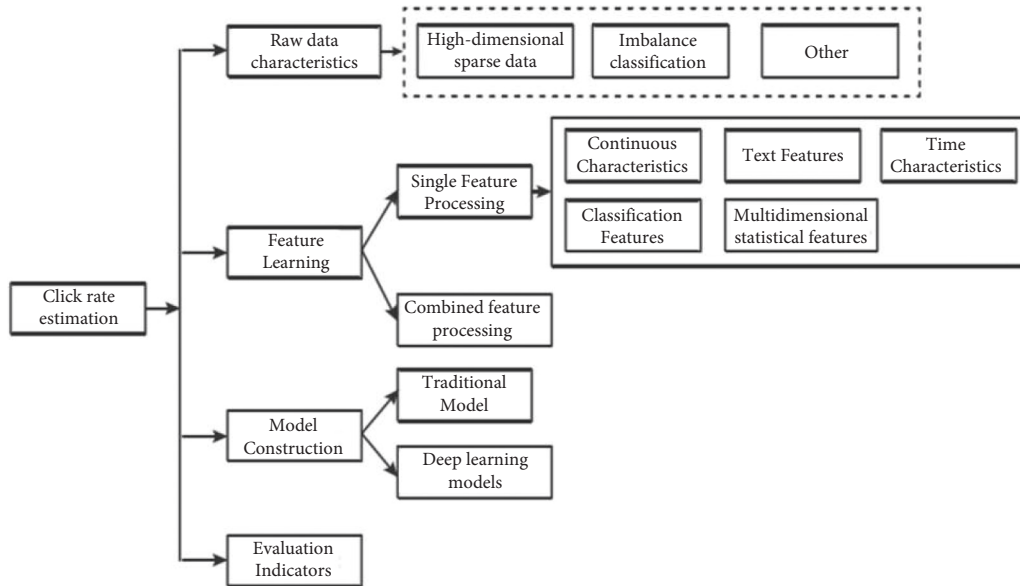 Raw data
characteristics
High-dimensional
sparse data
Imbalance
classification
Other
Continuous
Characteristics
Text Features
Time
Characteristics
Single Feature
Processing
Classification
Features
Multidimensional
statistical features
Feature
Learning
Click rate
estimation
Combined feature
processing
Traditional
Model
Model
Construction
Deep learning
models
Evaluation
Indicators